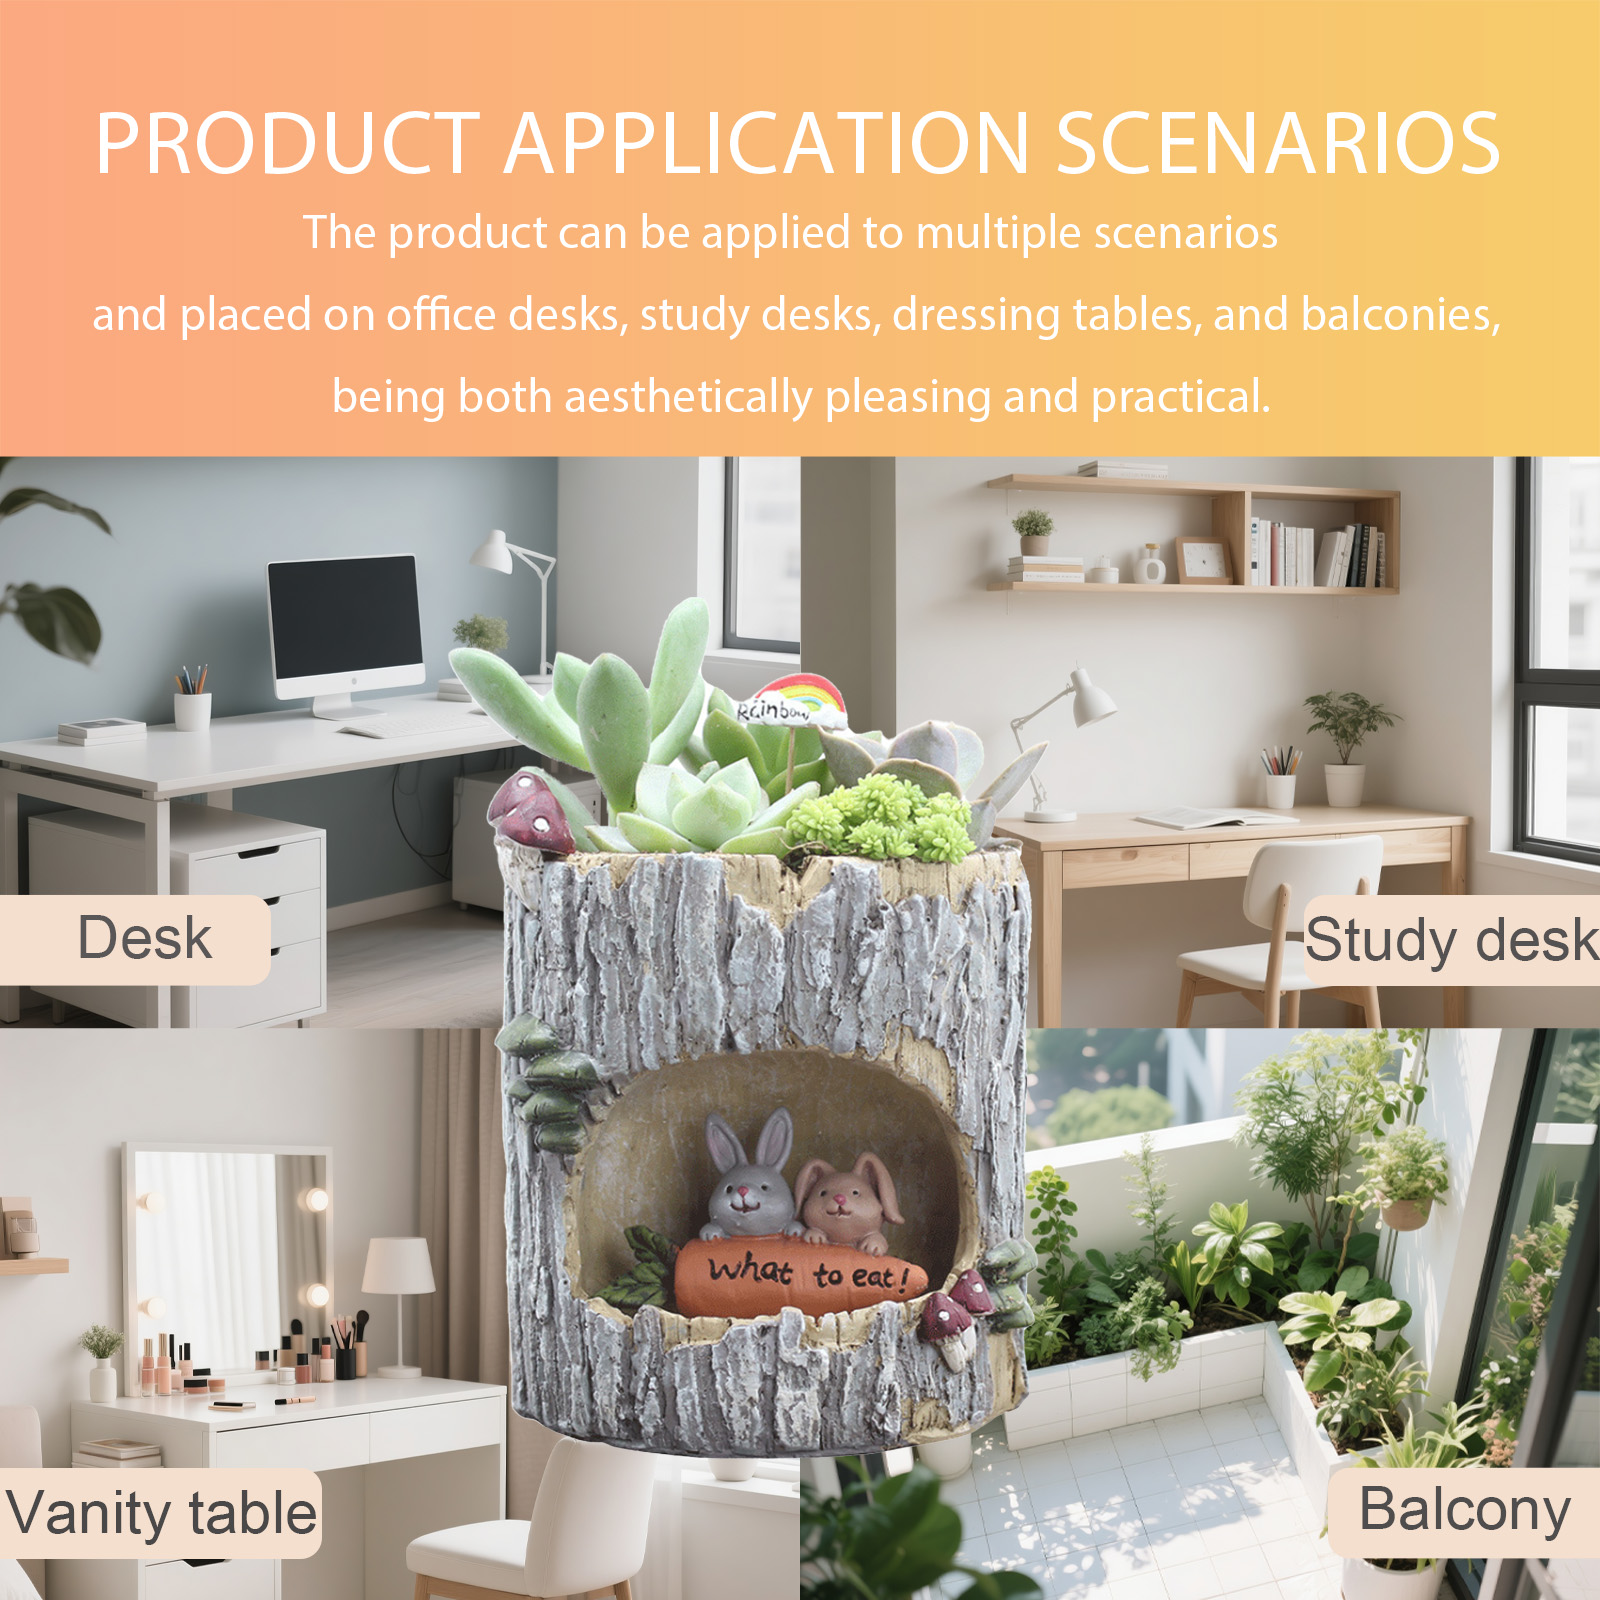 PRODUCT APPLICATION SCENARIOS
The product can be applied to multiple scenarios
and placed on office desks, study desks, dressing tables, and balconies,
being both aesthetically pleasing and practical.
Rainbow
Desk
Study desk
What to eat!
Vanity table
Balcony